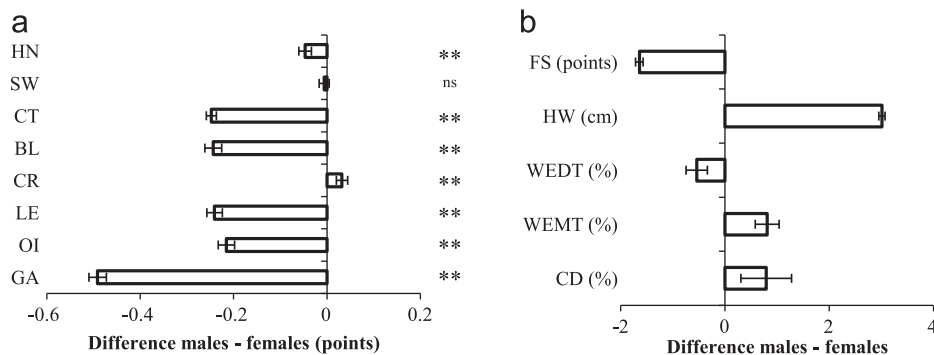 a
HN **
SW ns
CT **
BL **
CR **
LE **
OI **
GA **
-0.6 -0.4 -0.2 0 0.2
Difference males - females (points)
b
FS (points)
HW (cm)
WEDT (%)
WEMT (%)
CD (%)
-2 0 2 4
Difference males - females